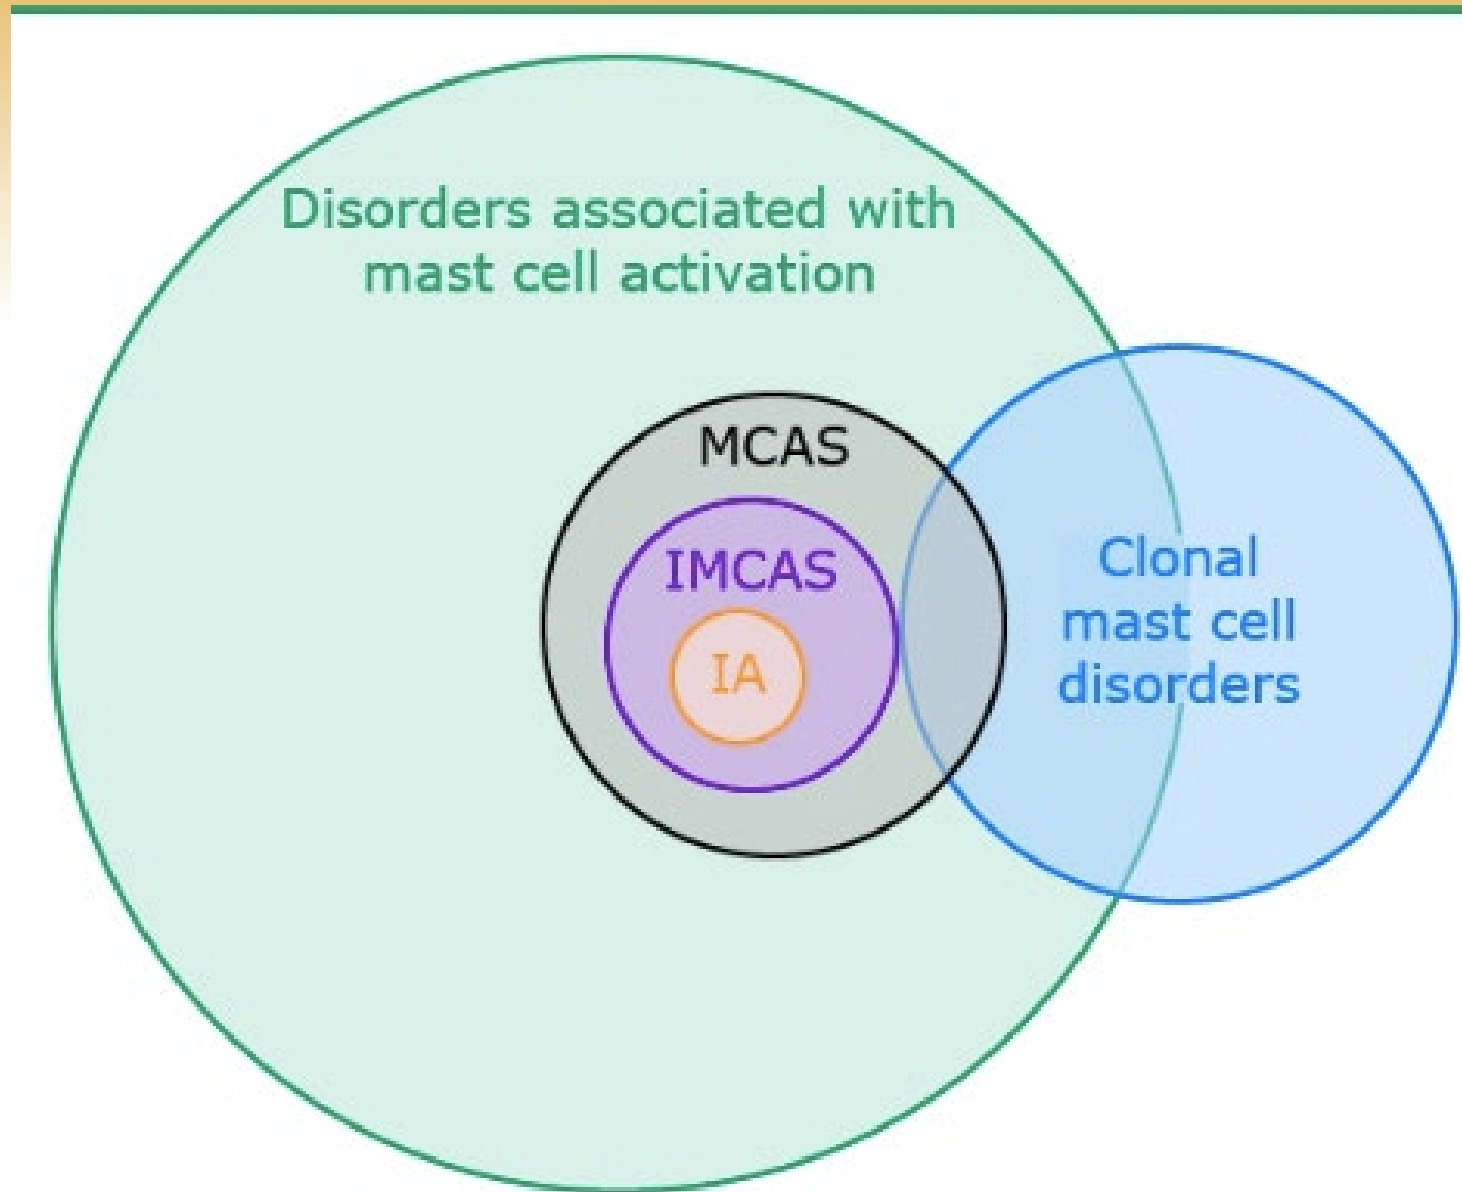 Disorders associated with
mast cell activation
MCAS
IMCAS
IA
Clonal
mast cell
disorders